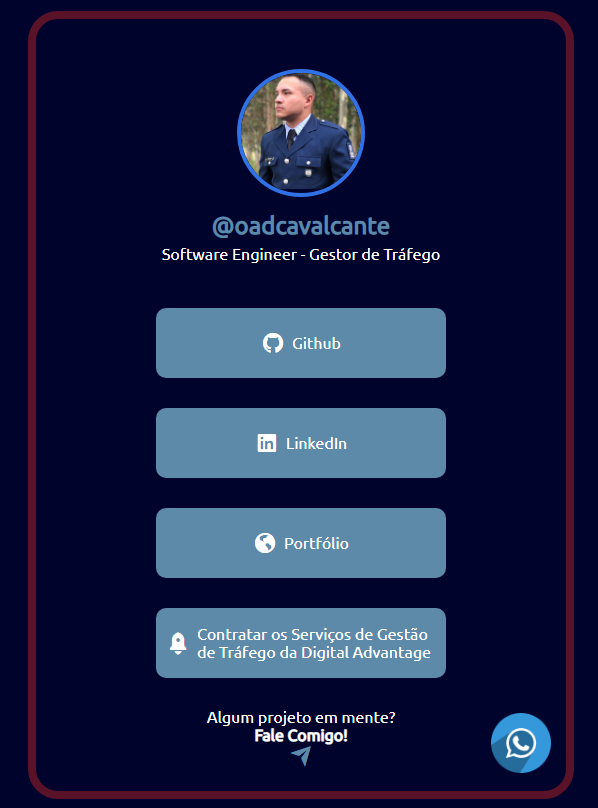 @oadcavalcante
Software Engineer - Gestor de Tráfego
Github
LinkedIn
Portfólio
Contratar os Serviços de Gestão
de Tráfego da Digital Advantage
Algum projeto em mente?
Fale Comigo!